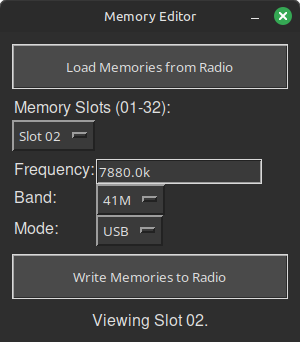 Memory Editor
Load Memories from Radio
Memory Slots (01-32):
Slot 02
Frequency: 7880.0k
Band: 41M
Mode: USB
Write Memories to Radio
Viewing Slot 02.